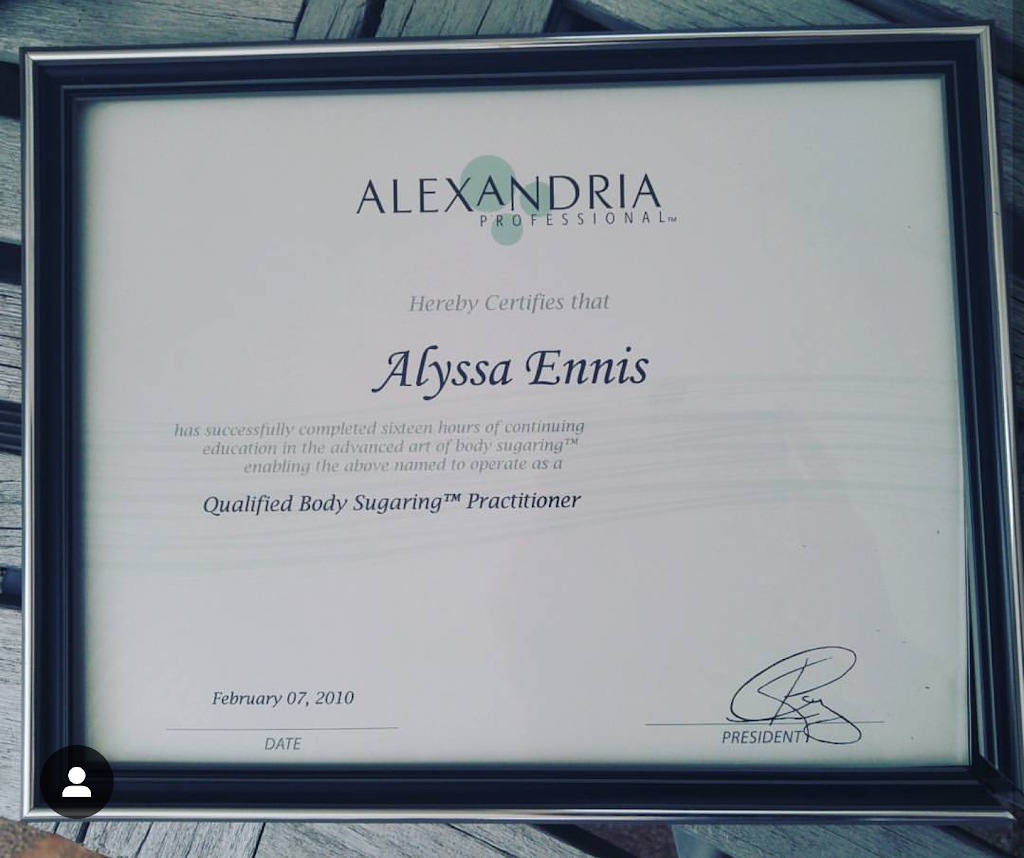 ALEXANDRIA
PROFESSIONAL™
Hereby Certifies that
Alyssa Ennis
has successfully completed sixteen hours of continuing
education in the advanced art of body sugaring™
enabling the above named to operate as a
Qualified Body Sugaring™ Practitioner
February 07, 2010
DATE
PRESIDENT